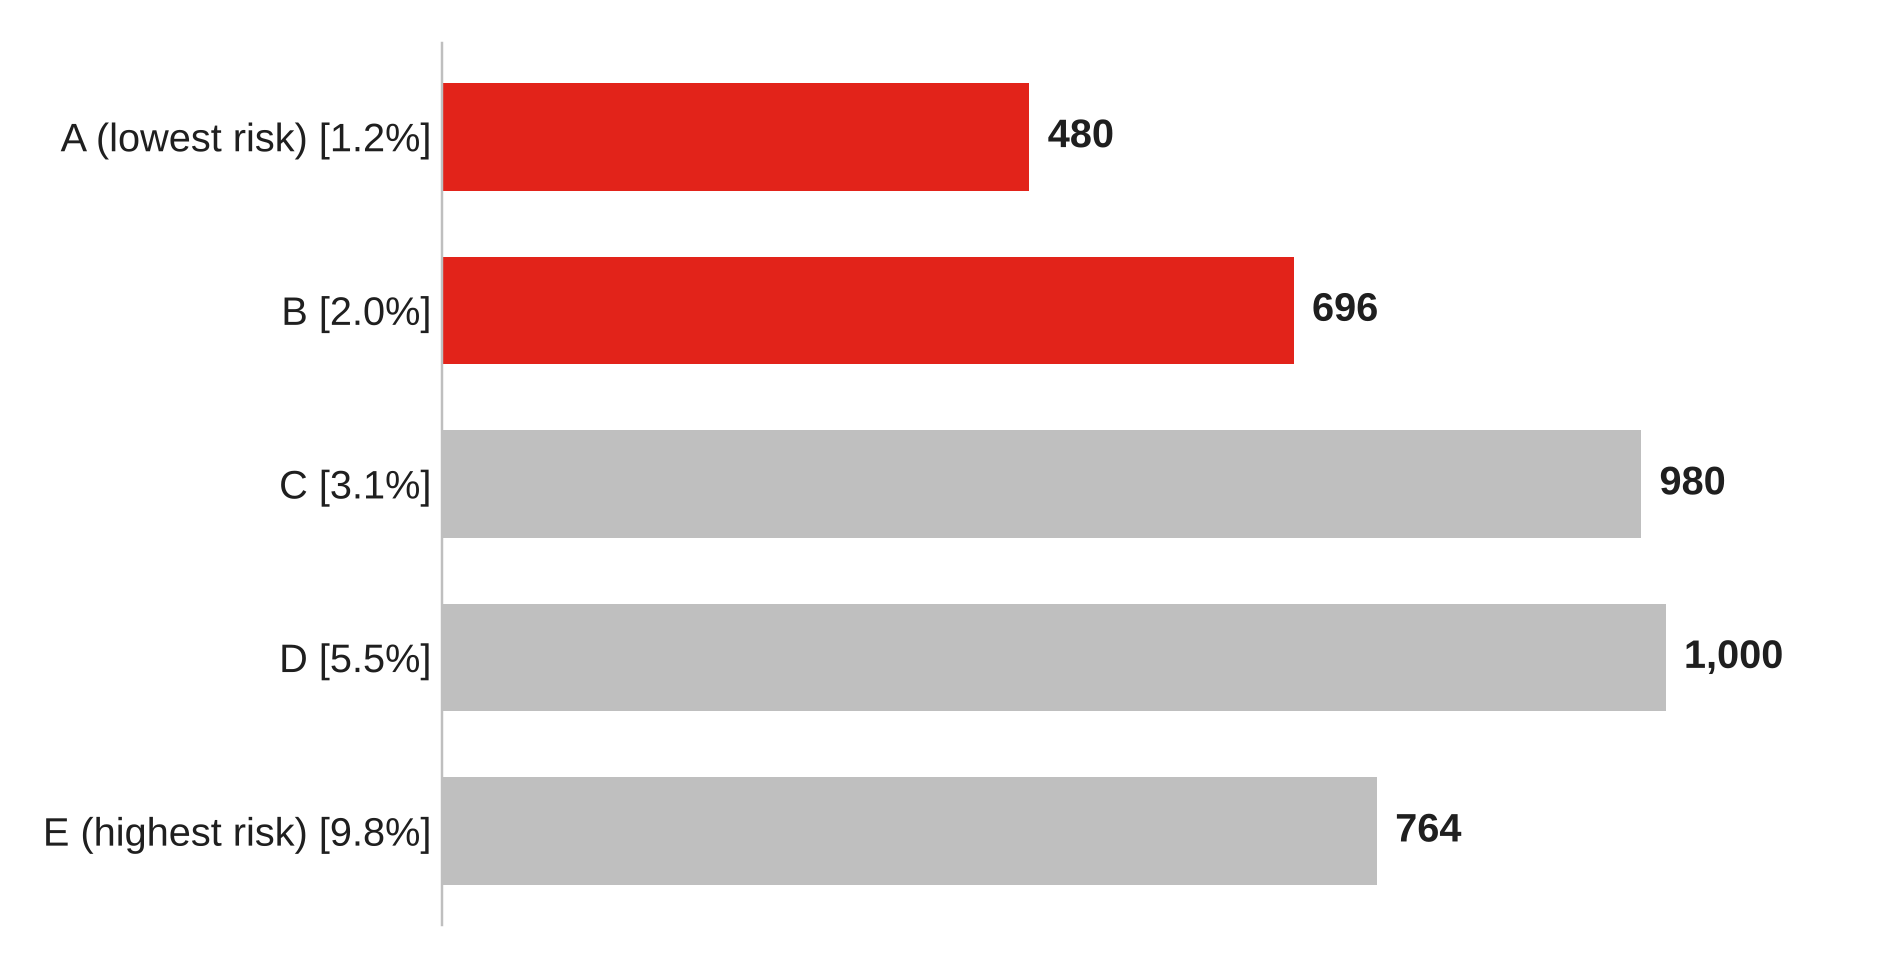 A (lowest risk) [1.2%] 480
B [2.0%] 696
C [3.1%] 980
D [5.5%] 1,000
E (highest risk) [9.8%] 764